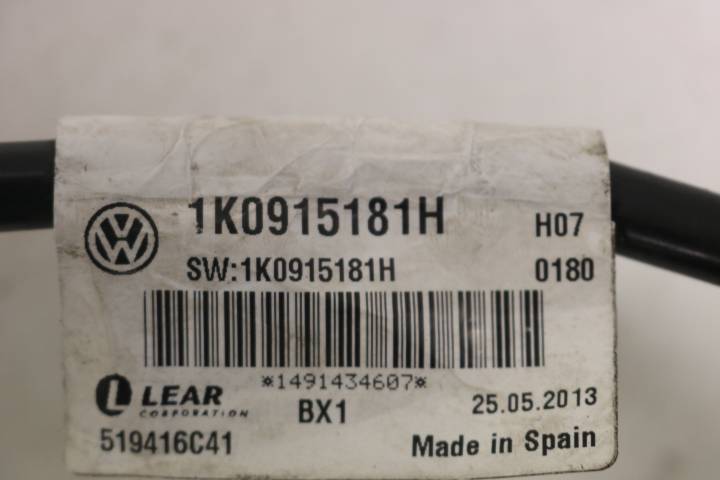 1K0915181H H07
SW:1K0915181H 0180
*1491434607*
LEAR
CORPORATION
BX1 25.05.2013
519416C41 Made in Spain